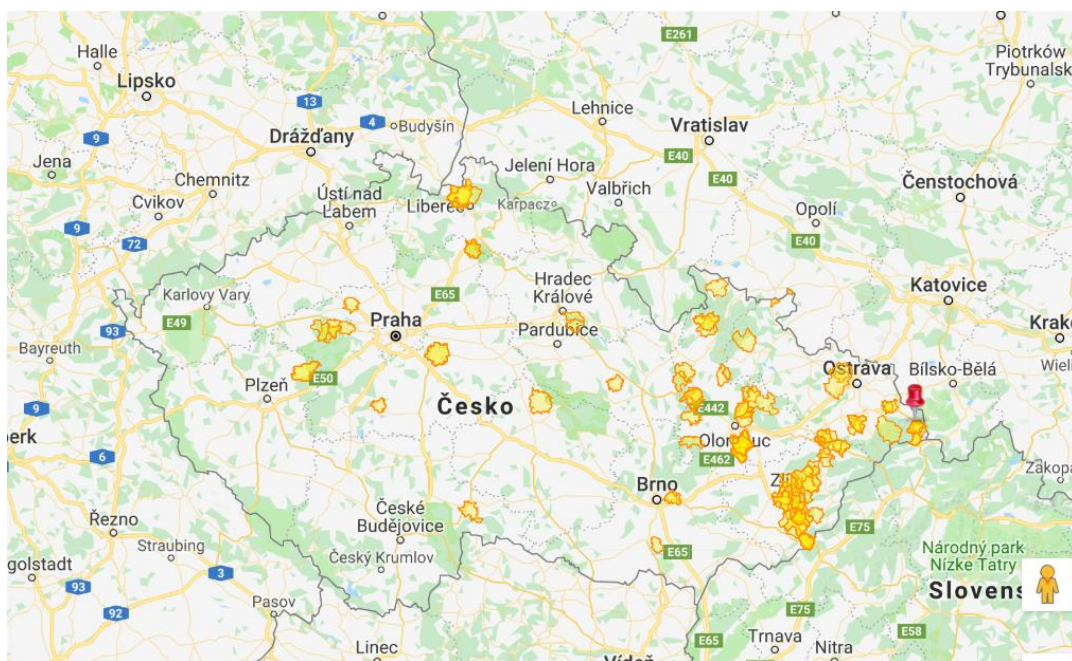 E261
Halle
Piotrków
Trybunalsk
Lipsko
13
Lehnice
4
Budyšín
Vratislav
Drážďany
9
E40
Jena
Jelení Hora
Chemnitz
Valbřich
E40
Čenstochová
Cvikov
Ústí nad
Labem
Liberec
Karpacz
Opolí
9
72
E40
Hradec
Králové
Katovice
Karlovy Vary
E65
Praha
E49
93
Pardubice
Krako
Bayreuth
Ostrava
Bílsko-Bělá
Wieli
Plzeň
E50
9
Česko
E442
erk
Olomouc
6
E462
Brno
Zakopa
České
Budějovice
Řezno
E75
Straubing
Český Krumlov
E65
Národný park
Nízke Tatry
golstadt
3
93
Slovens
92
Pasov
E75
E58
Linec
E65
Trnava
Nitra
Vídeň